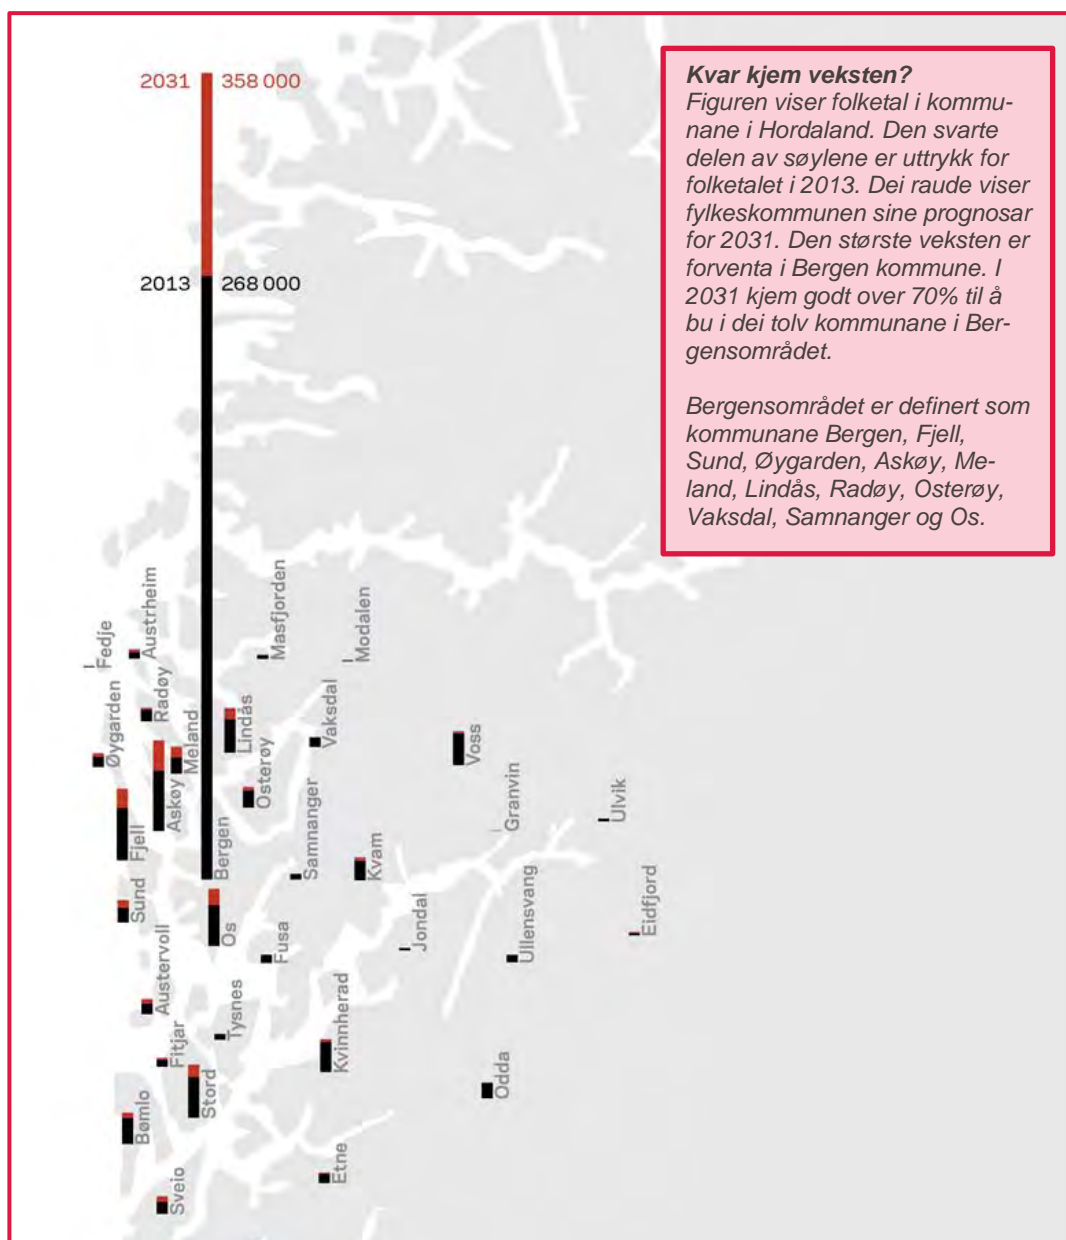 2031 358 000
2013 268 000
Kvar kjem veksten?
Figuren viser folketal i kommu-
nane i Hordaland. Den svarte
delen av søylene er uttrykk for
folketalet i 2013. Dei raude viser
fylkeskommunen sine prognosar
for 2031. Den største veksten er
forventa i Bergen kommune. I
2031 kjem godt over 70% til å
bu i dei tolv kommunane i Ber-
gensområdet.
Bergensområdet er definert som
kommunane Bergen, Fjell,
Sund, Øygarden, Askøy, Me-
land, Lindås, Radøy, Osterøy,
Vaksdal, Samnanger og Os.
Fedje
Austrheim
Masfjorden
Modalen
Øygarden
Radøy
Meland
Lindås
Vaksdal
Voss
Askøy
Osterøy
Granvin
Ulvik
Fjell
Bergen
Samnanger
Kvam
Sund
Os
Fusa
Jondal
Ullensvang
Eidfjord
Austervoll
Tysnes
Fitjar
Kvinnherad
Stord
Odda
Bømlo
Etne
Sveio